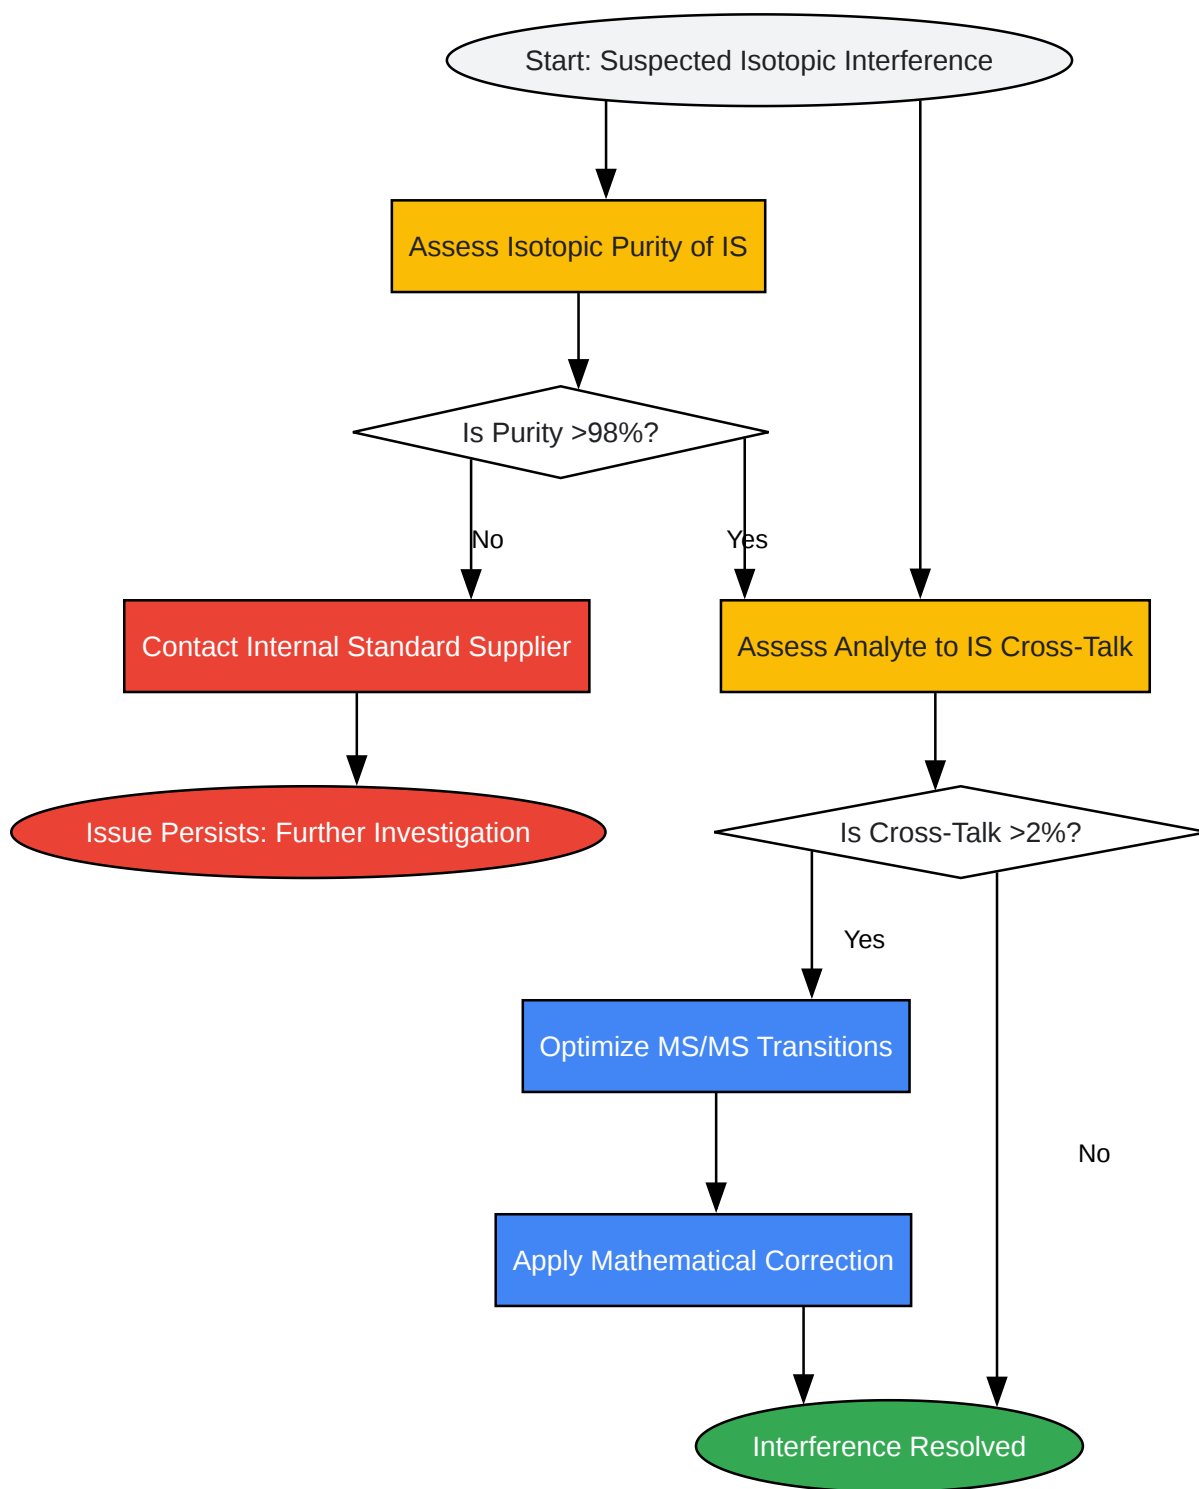 Start: Suspected Isotopic Interference
Assess Isotopic Purity of IS
Is Purity >98%?
No
Yes
Contact Internal Standard Supplier
Assess Analyte to IS Cross-Talk
Issue Persists: Further Investigation
Is Cross-Talk >2%?
Yes
Optimize MS/MS Transitions
No
Apply Mathematical Correction
Interference Resolved